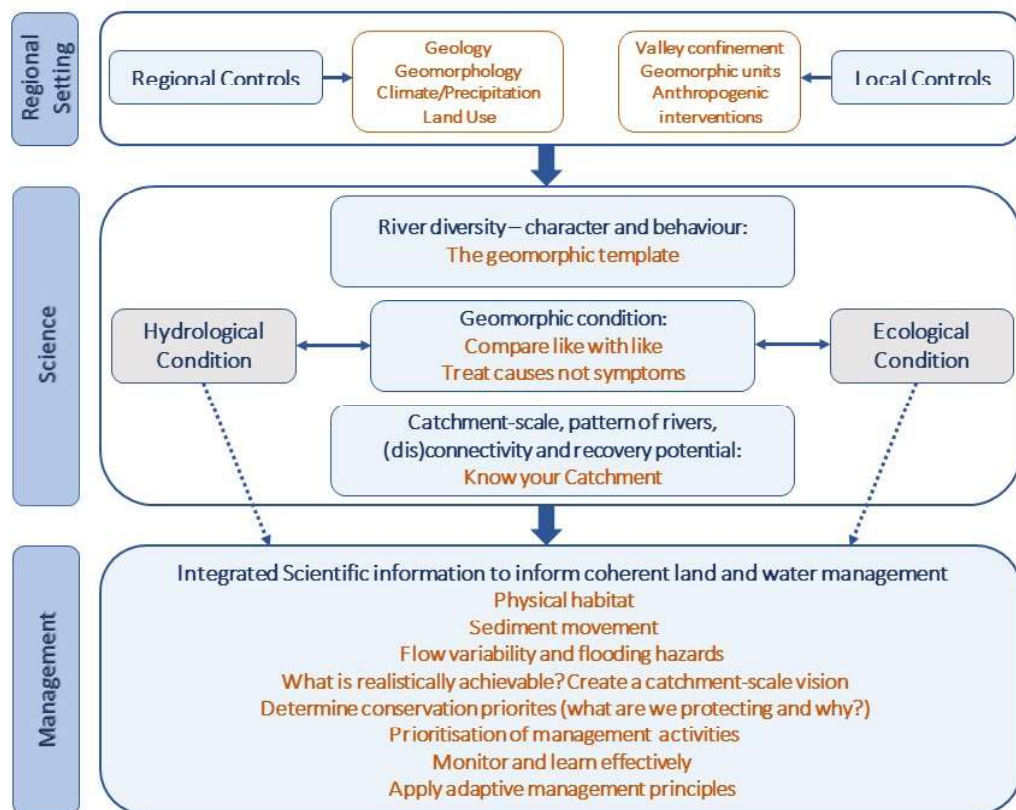 Regional
Setting
Regional Controls
Geology
Geomorphology
Climate/Precipitation
Land Use
Valley confinement
Geomorphic units
Anthropogenic
interventions
Local Controls
Science
River diversity – character and behaviour:
The geomorphic template
Hydrological
Condition
Geomorphic condition:
Compare like with like
Treat causes not symptoms
Ecological
Condition
Catchment-scale, pattern of rivers,
(dis)connectivity and recovery potential:
Know your Catchment
Management
Integrated Scientific information to inform coherent land and water management
Physical habitat
Sediment movement
Flow variability and flooding hazards
What is realistically achievable? Create a catchment-scale vision
Determine conservation priorites (what are we protecting and why?)
Prioritisation of management activities
Monitor and learn effectively
Apply adaptive management principles